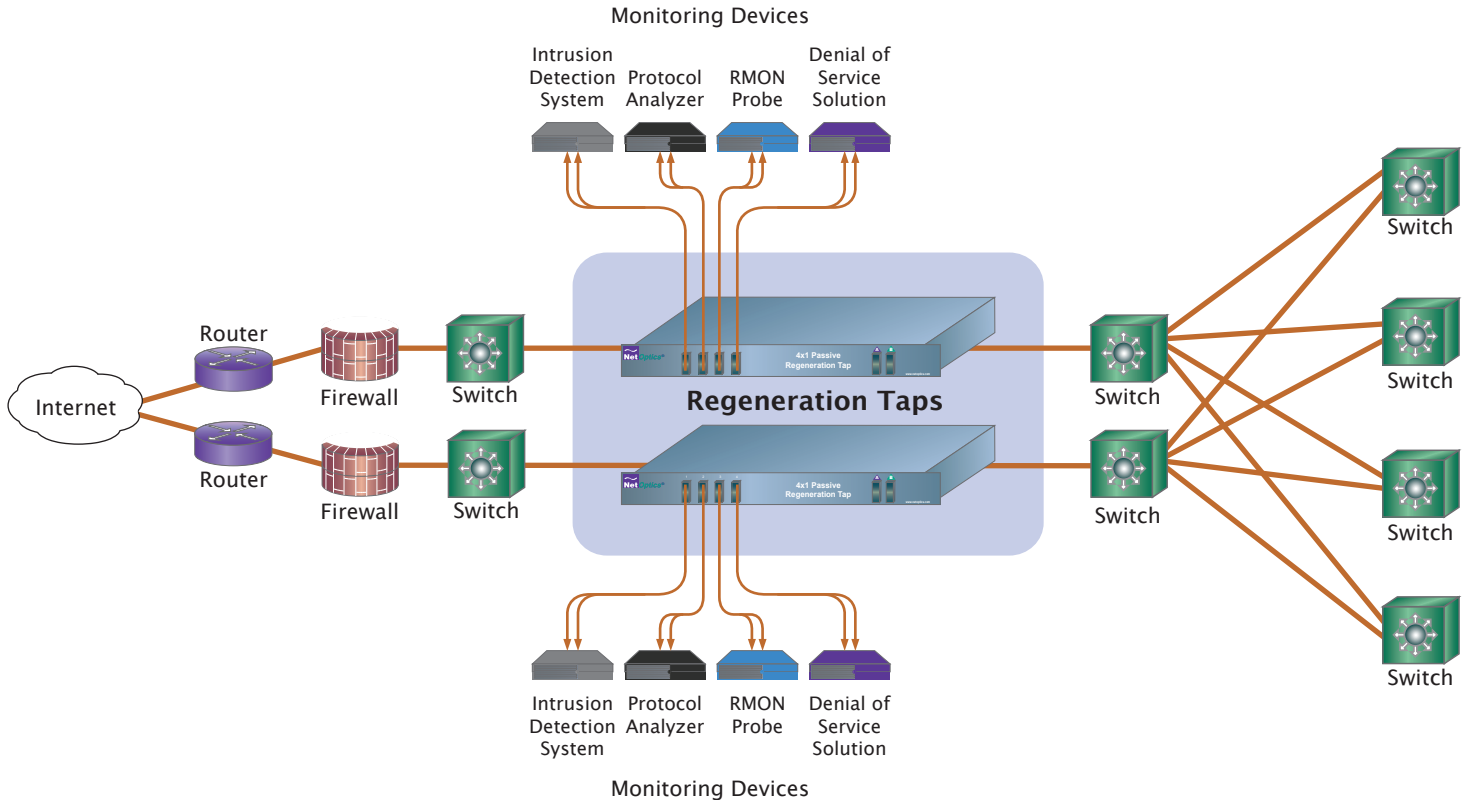 Monitoring Devices
Intrusion
Detection
System
Protocol
Analyzer
RMON
Probe
Denial of
Service
Solution
Switch
Router
Firewall
Switch
Net Optics®
4x1 Passive
Regeneration Tap
Switch
Switch
Internet
Regeneration Taps
Router
Firewall
Switch
Net Optics®
4x1 Passive
Regeneration Tap
Switch
Switch
Switch
Intrusion
Detection
System
Protocol
Analyzer
RMON
Probe
Denial of
Service
Solution
Monitoring Devices